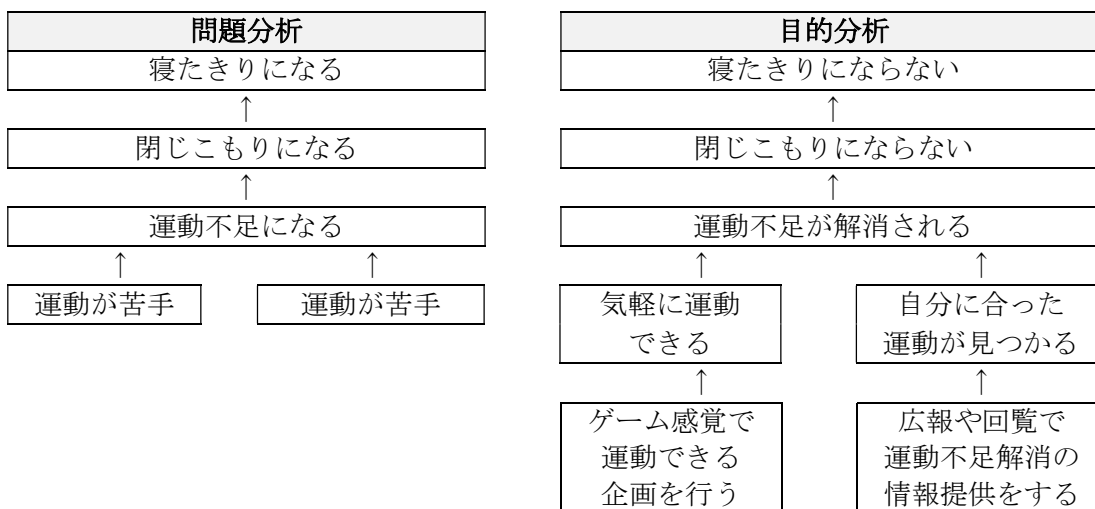 問題分析
寝たきりになる
↑
閉じこもりになる
↑
運動不足になる
↑ ↑
運動が苦手 運動が苦手
目的分析
寝たきりにならない
↑
閉じこもりにならない
↑
運動不足が解消される
↑ ↑
気軽に運動
できる
自分に合った
運動が見つかる
↑ ↑
ゲーム感覚で
運動できる
企画を行う
広報や回覧で
運動不足解消の
情報提供をする